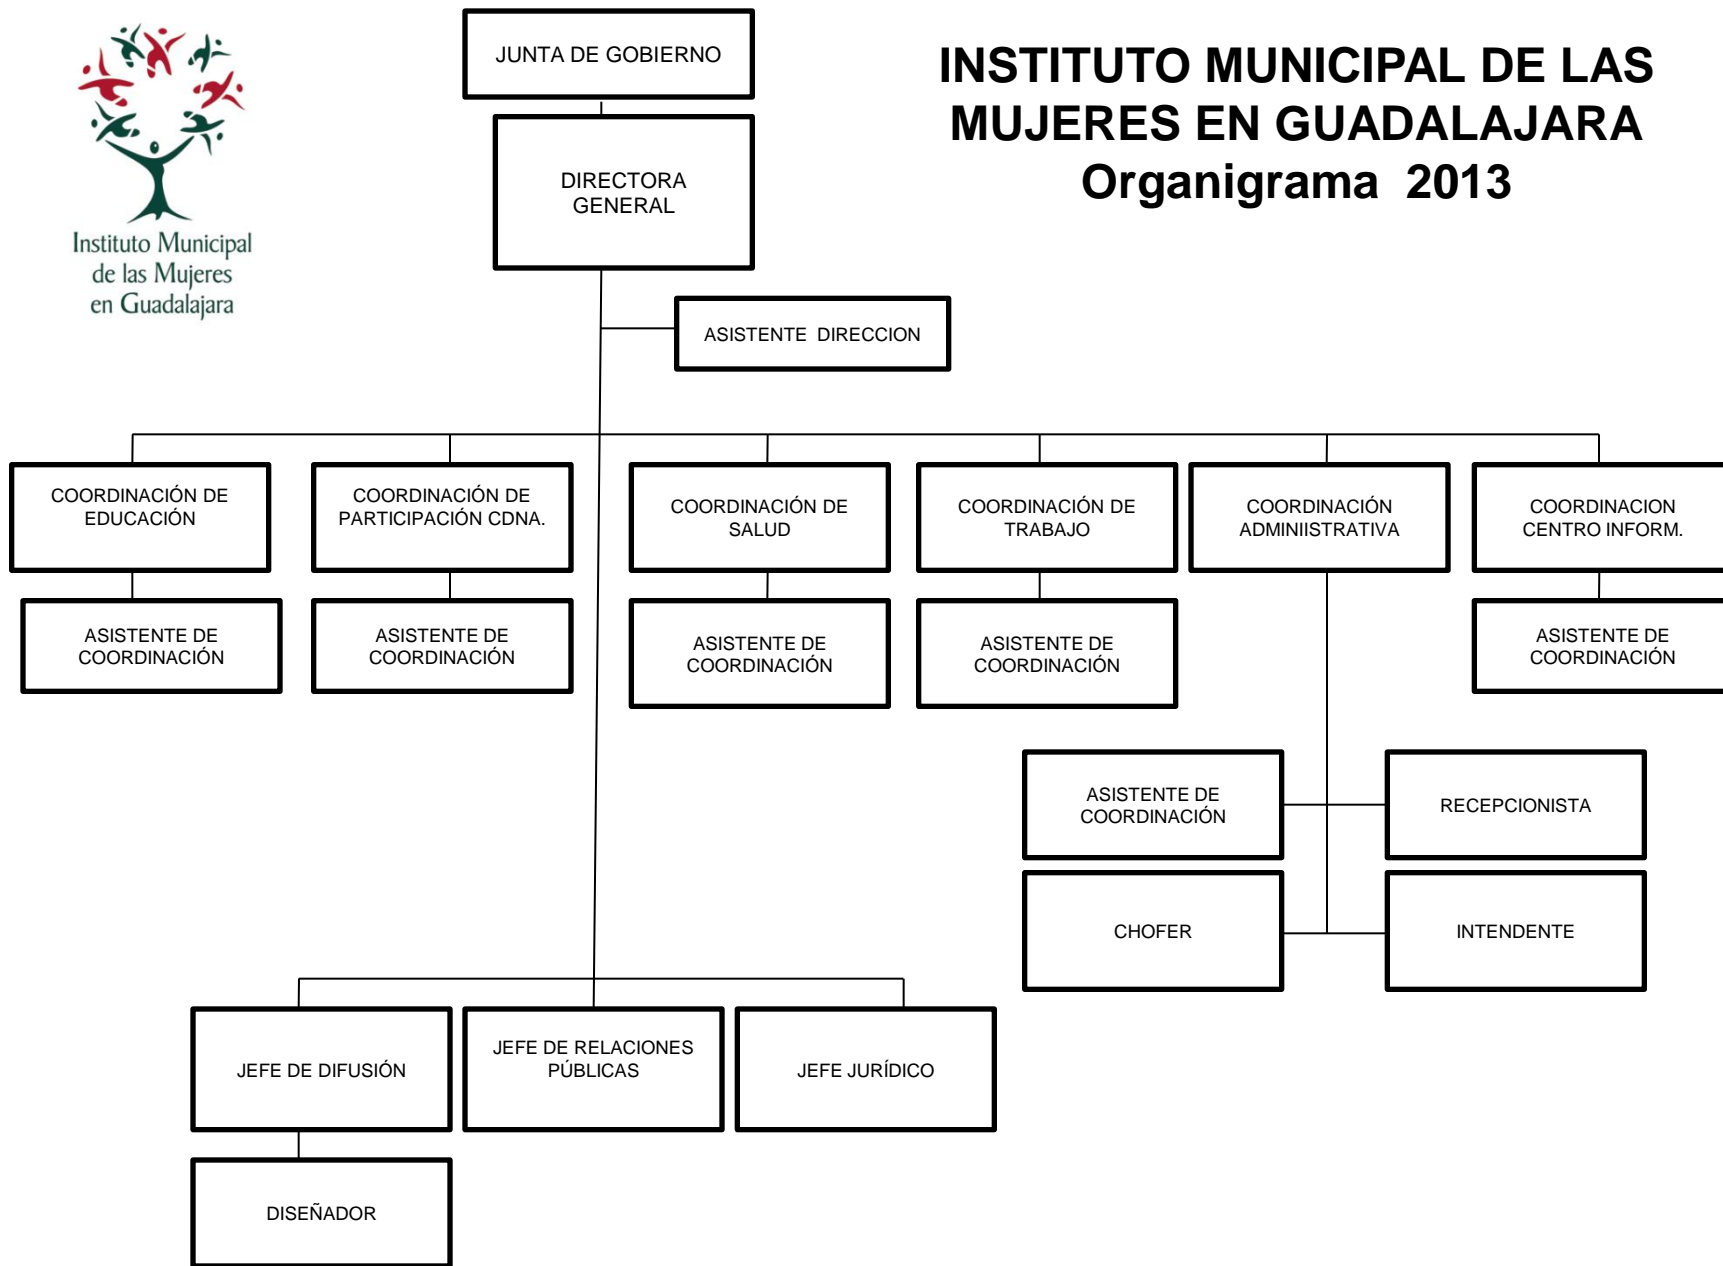 JUNTA DE GOBIERNO
INSTITUTO MUNICIPAL DE LAS
MUJERES EN GUADALAJARA
Organigrama  2013
Instituto Municipal
de las Mujeres
en Guadalajara
DIRECTORA
GENERAL
ASISTENTE  DIRECCION
COORDINACIÓN DE
EDUCACIÓN
COORDINACIÓN DE
PARTICIPACIÓN CDNA.
COORDINACIÓN DE
SALUD
COORDINACIÓN DE
TRABAJO
COORDINACIÓN
ADMINIISTRATIVA
COORDINACION
CENTRO INFORM.
ASISTENTE DE
COORDINACIÓN
ASISTENTE DE
COORDINACIÓN
ASISTENTE DE
COORDINACIÓN
ASISTENTE DE
COORDINACIÓN
ASISTENTE DE
COORDINACIÓN
ASISTENTE DE
COORDINACIÓN
RECEPCIONISTA
CHOFER
INTENDENTE
JEFE DE DIFUSIÓN
JEFE DE RELACIONES
PÚBLICAS
JEFE JURÍDICO
DISEÑADOR